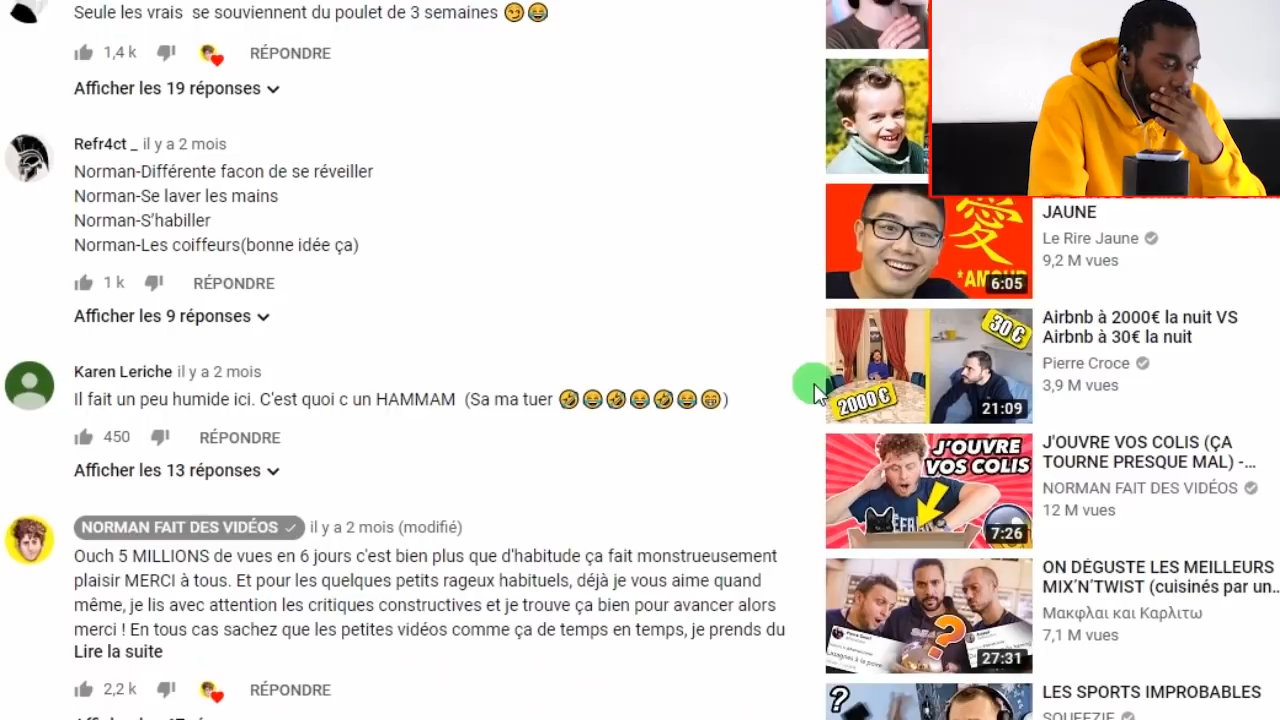 Seule les vrais se souviennent du poulet de 3 semaines 😏😂
1,4 k RÉPONDRE
Afficher les 19 réponses
Refr4ct _ il y a 2 mois
Norman-Différente facon de se réveiller
Norman-Se laver les mains
Norman-S'habiller
Norman-Les coiffeurs(bonne idée ça)
1 k RÉPONDRE
Afficher les 9 réponses
Karen Leriche il y a 2 mois
Il fait un peu humide ici. C'est quoi c un HAMMAM (Sa ma tuer 🤣😂🤣😂🤣😂😁)
450 RÉPONDRE
Afficher les 13 réponses
NORMAN FAIT DES VIDÉOS il y a 2 mois (modifié)
Ouch 5 MILLIONS de vues en 6 jours c'est bien plus que d'habitude ça fait monstrueusement
plaisir MERCI à tous. Et pour les quelques petits rageux habituels, déjà je vous aime quand
même, je lis avec attention les critiques constructives et je trouve ça bien pour avancer alors
merci ! En tous cas sachez que les petites vidéos comme ça de temps en temps, je prends du
Lire la suite
2,2 k RÉPONDRE
JAUNE
Le Rire Jaune
9,2 M vues
愛
*AMOUR
6:05
Airbnb à 2000€ la nuit VS
Airbnb à 30€ la nuit
Pierre Croce
3,9 M vues
30€
2000€
21:09
J'OUVRE VOS COLIS (ÇA
TOURNE PRESQUE MAL) -...
NORMAN FAIT DES VIDÉOS
12 M vues
J'OUVRE
VOS COLIS
7:26
ON DÉGUSTE LES MEILLEURS
MIX'N'TWIST (cuisinés par un...
Μακφλαι και Καρλιτω
7,1 M vues
?
27:31
LES SPORTS IMPROBABLES
SQUEEZIE
?